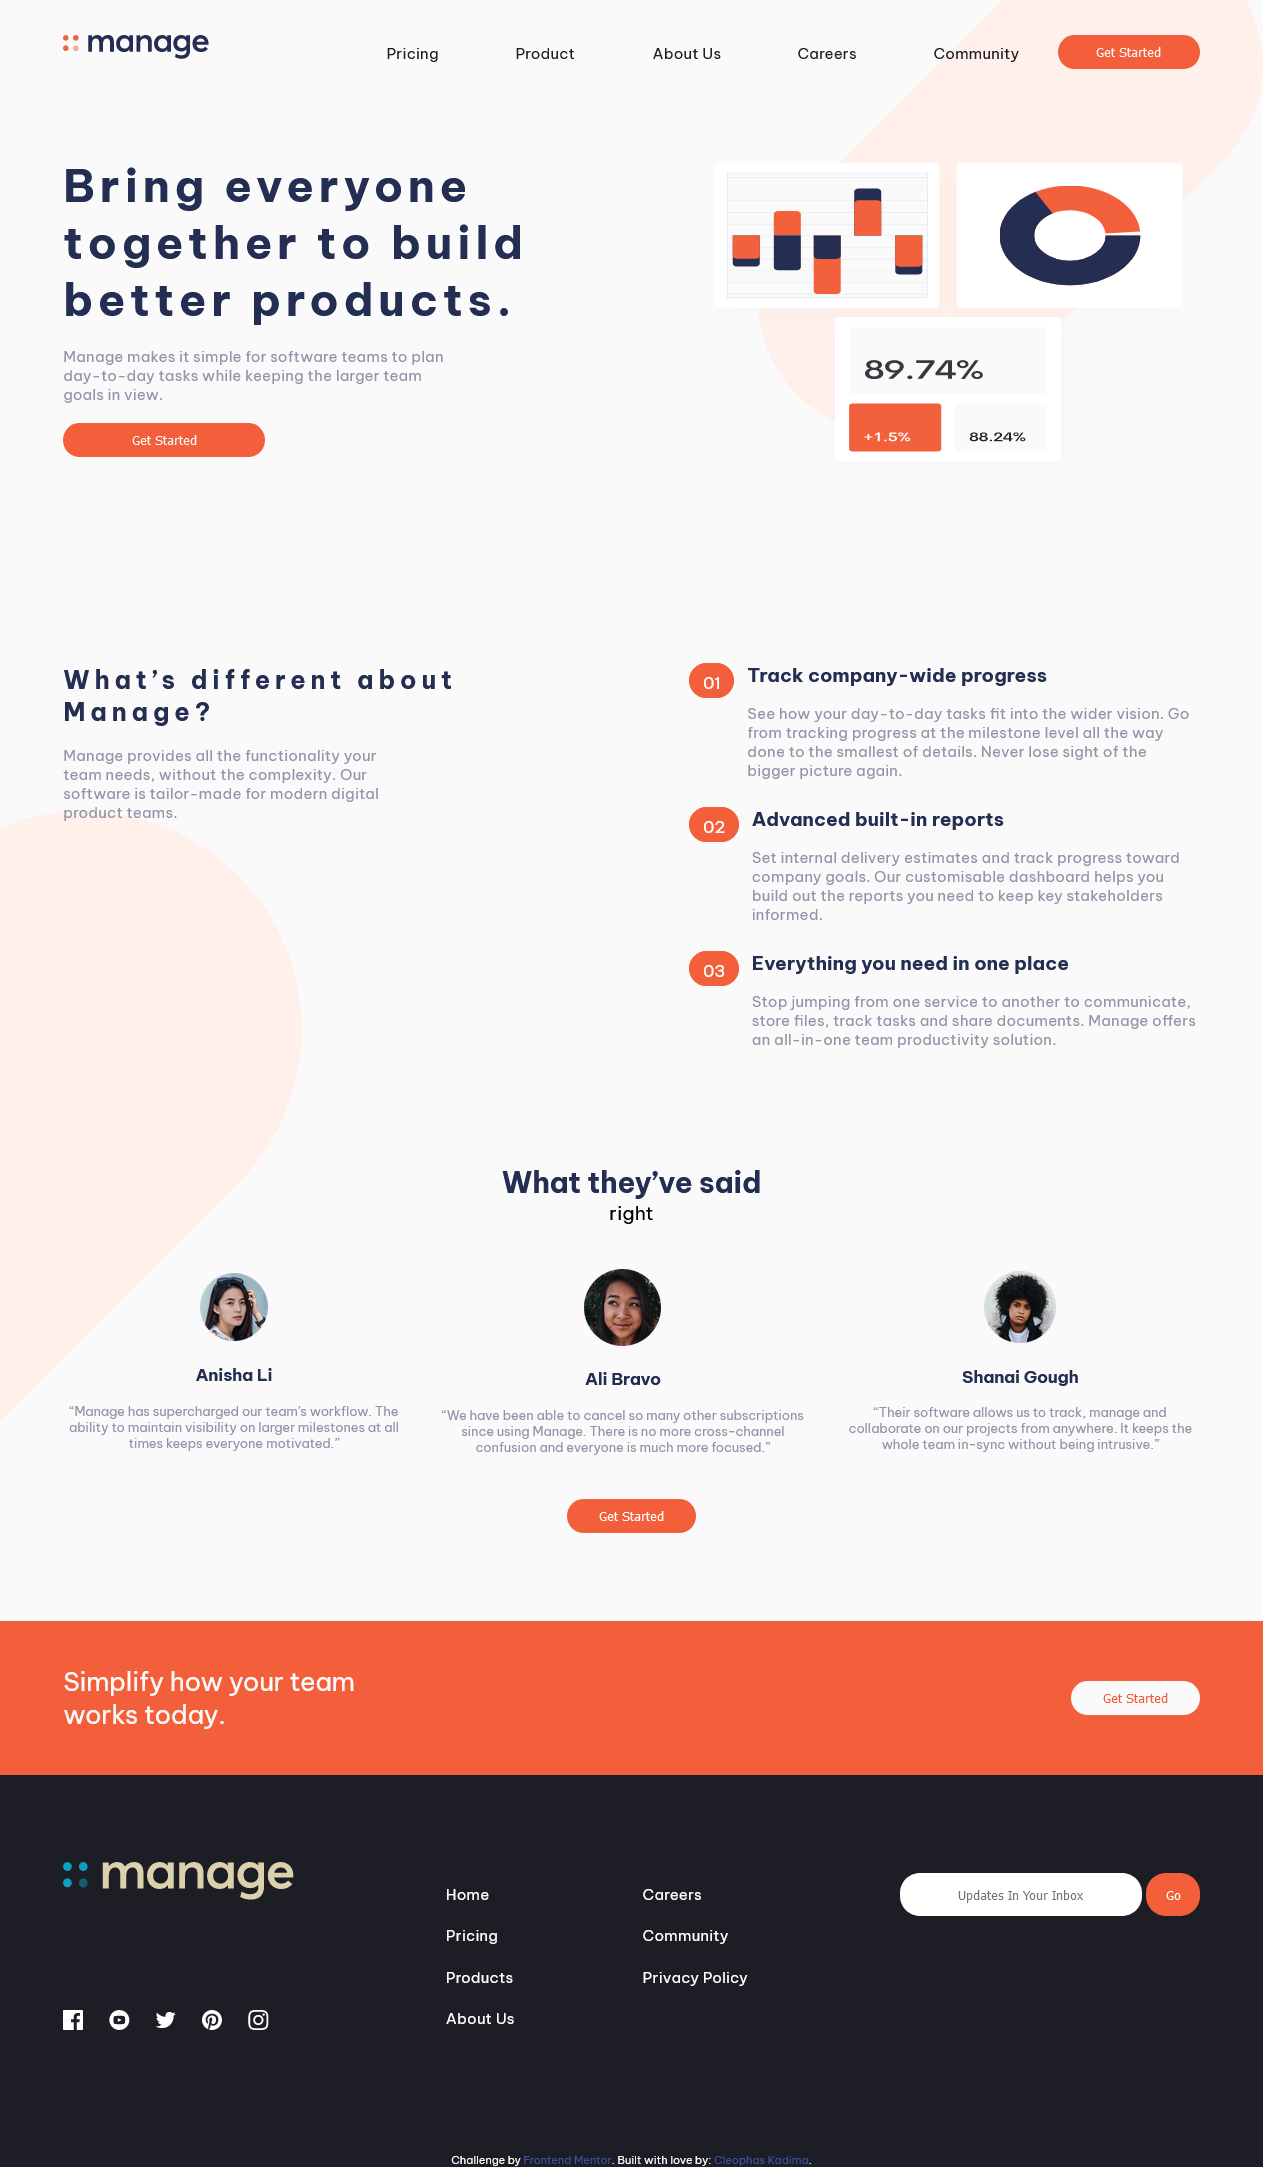 manage
Pricing
Product
About Us
Careers
Community
Get Started
Bring everyone
together to build
better products.
Manage makes it simple for software teams to plan
day-to-day tasks while keeping the larger team
goals in view.
Get Started
89.74%
+1.5%
88.24%
What’s different about
Manage?
Manage provides all the functionality your
team needs, without the complexity. Our
software is tailor-made for modern digital
product teams.
01
Track company-wide progress
See how your day-to-day tasks fit into the wider vision. Go
from tracking progress at the milestone level all the way
done to the smallest of details. Never lose sight of the
bigger picture again.
02
Advanced built-in reports
Set internal delivery estimates and track progress toward
company goals. Our customisable dashboard helps you
build out the reports you need to keep key stakeholders
informed.
03
Everything you need in one place
Stop jumping from one service to another to communicate,
store files, track tasks and share documents. Manage offers
an all-in-one team productivity solution.
What they’ve said
right
Anisha Li
“Manage has supercharged our team’s workflow. The
ability to maintain visibility on larger milestones at all
times keeps everyone motivated.”
Ali Bravo
“We have been able to cancel so many other subscriptions
since using Manage. There is no more cross-channel
confusion and everyone is much more focused.”
Shanai Gough
“Their software allows us to track, manage and
collaborate on our projects from anywhere. It keeps the
whole team in-sync without being intrusive.”
Get Started
Simplify how your team
works today.
Get Started
manage
Home
Pricing
Products
About Us
Careers
Community
Privacy Policy
Updates In Your Inbox
Go
Challenge by Frontend Mentor. Built with love by: Cleophas Kadima.